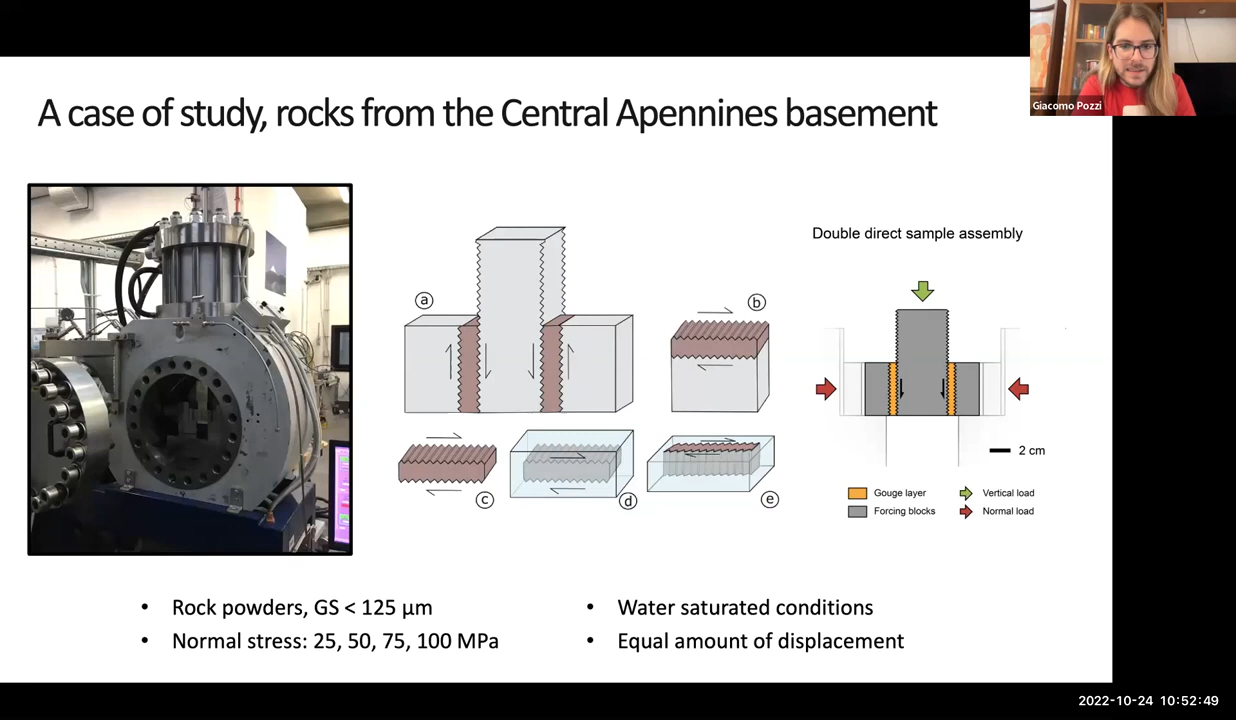 Giacomo Pozzi
A case of study, rocks from the Central Apennines basement
Double direct sample assembly
a
b
c
d
e
2 cm
Gouge layer
Vertical load
Forcing blocks
Normal load
• Rock powders, GS < 125 μm
• Normal stress: 25, 50, 75, 100 MPa
• Water saturated conditions
• Equal amount of displacement
2022-10-24 10:52:49